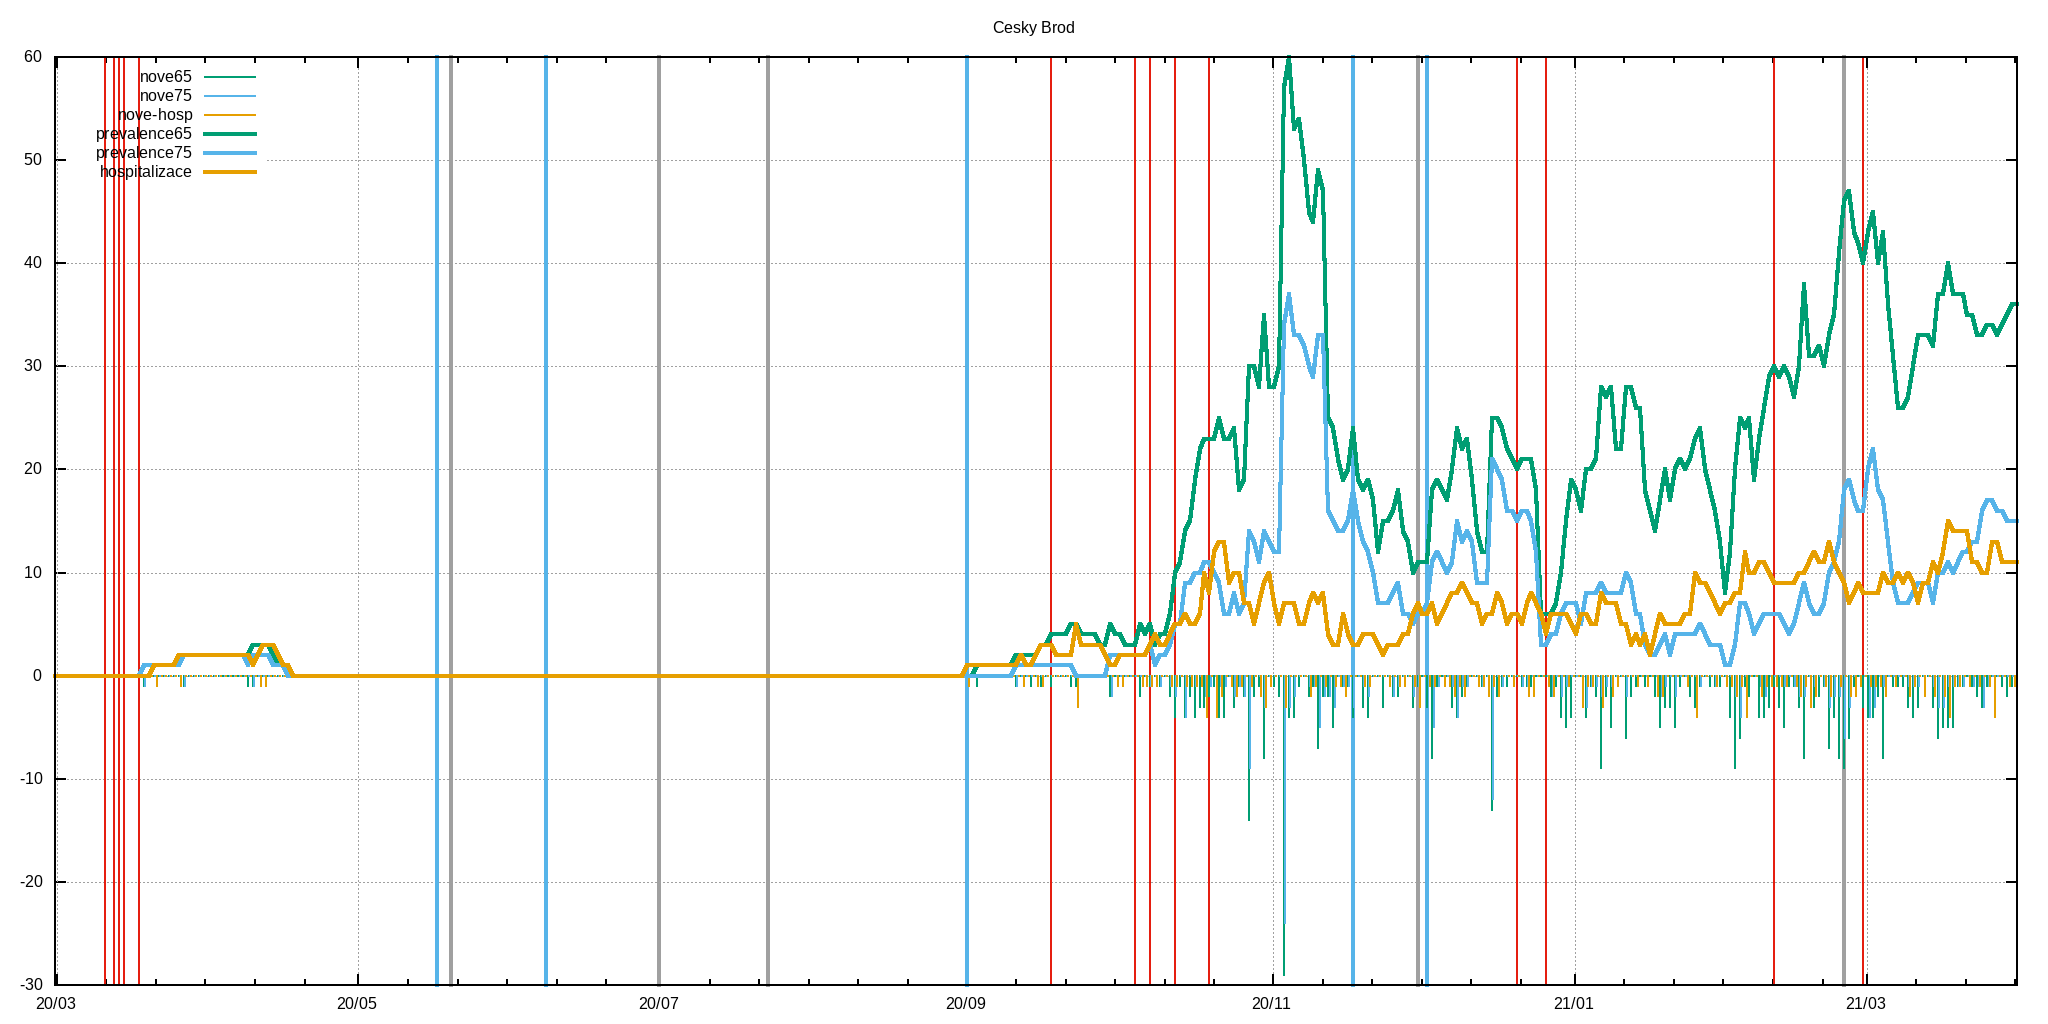 Cesky Brod
60
50
40
30
20
10
0
-10
-20
-30
nove65
nove75
nove-hosp
prevalence65
prevalence75
hospitalizace
20/03 20/05 20/07 20/09 20/11 21/01 21/03